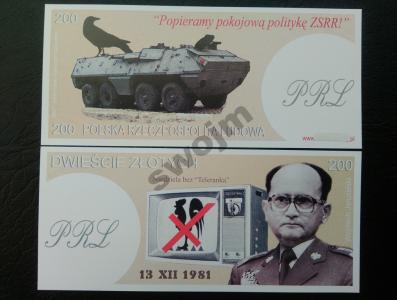 200
"Popieramy pokojową politykę ZSRR!"
PRL
200 POLSKA RZECZPOSPOLITA LUDOWA
swojm
DWIEŚCIE ZŁOTYCH
200
Niedziela bez "Teleranka"
PRL
13 XII 1981